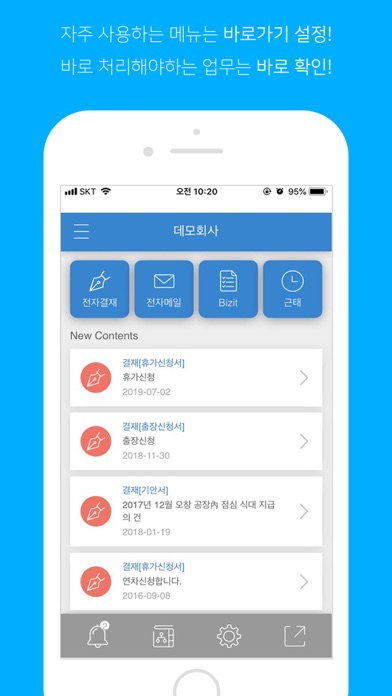 자주 사용하는 메뉴는 바로가기 설정!
바로 처리해야하는 업무는 바로 확인!
SKT 오전 10:20 95%
데모회사
전자결재 전자메일 Bizit 근태
New Contents
결재[휴가신청서]
휴가신청
2019-07-02
결재[출장신청서]
출장신청
2018-11-30
결재[기안서]
2017년 12월 오창 공장內 점심 식대 지급
의 건
2018-01-19
결재[휴가신청서]
연차신청합니다.
2016-09-08